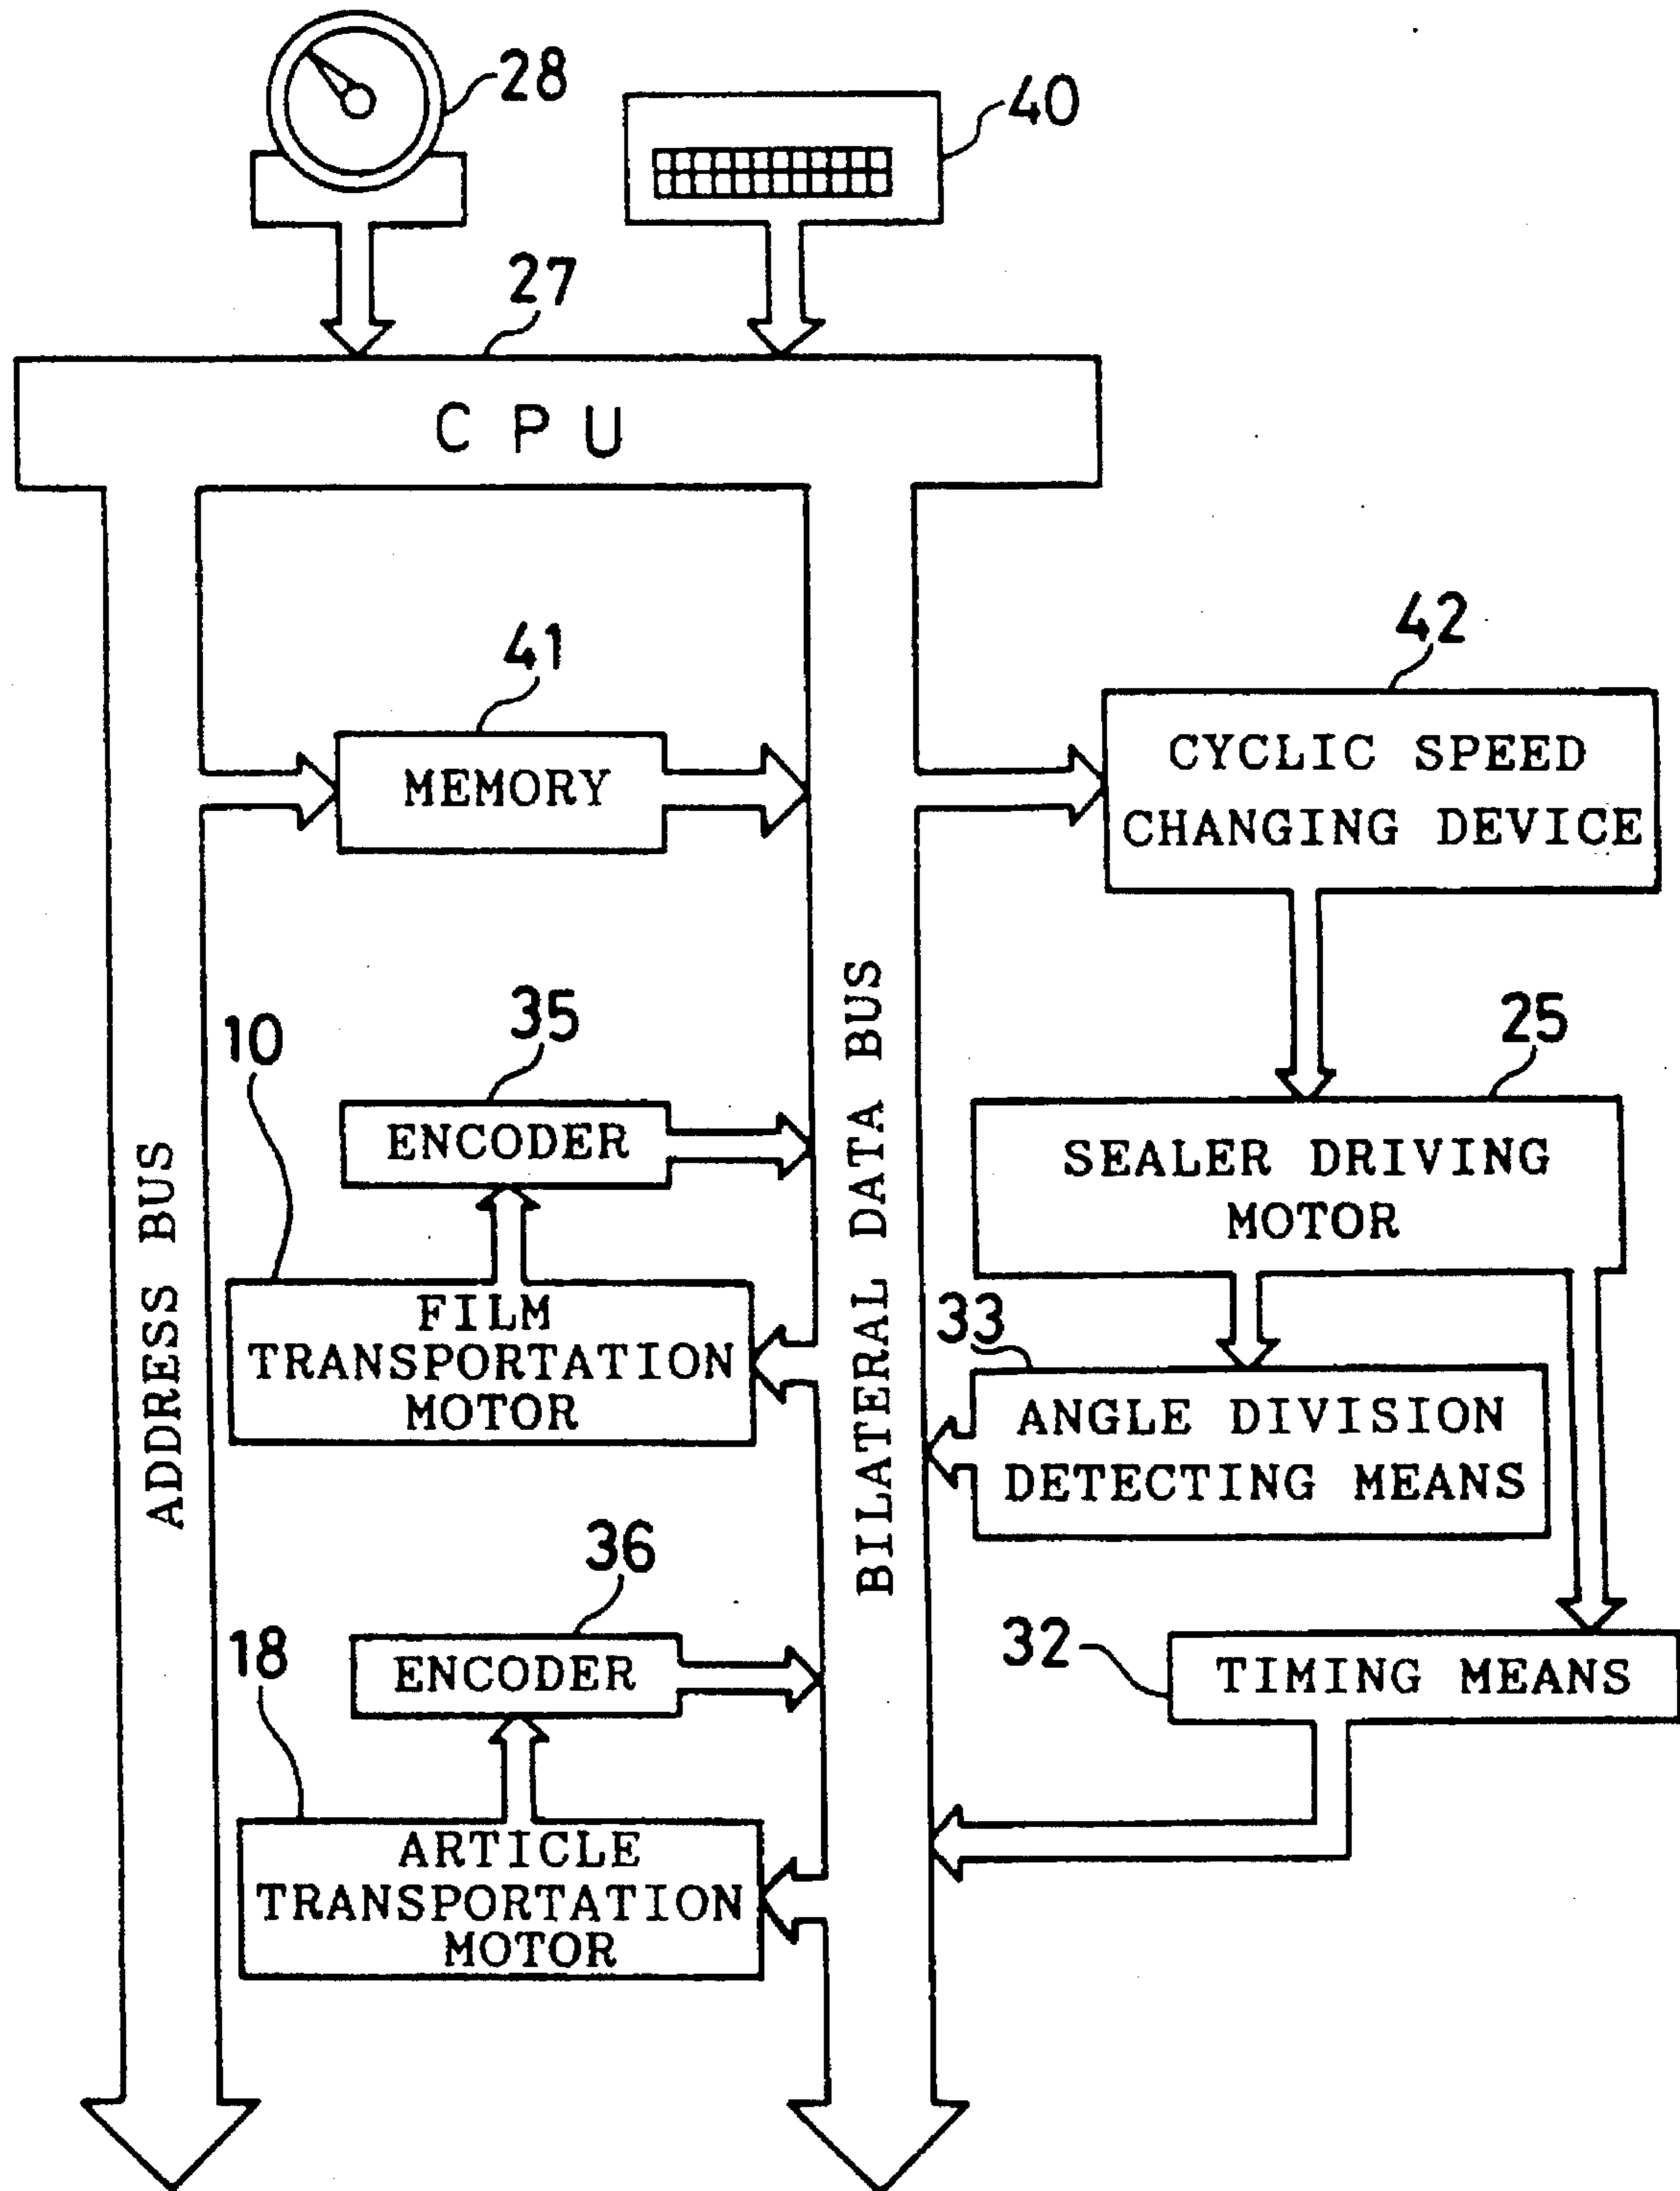 28
40
27
C P U
41
42
MEMORY
CYCLIC SPEED
CHANGING DEVICE
10
35
25
ENCODER
SEALER DRIVING
MOTOR
ADDRESS BUS
BILATERAL DATA BUS
FILM
TRANSPORTATION
MOTOR
33
ANGLE DIVISION
DETECTING MEANS
36
18
32
ENCODER
TIMING MEANS
ARTICLE
TRANSPORTATION
MOTOR